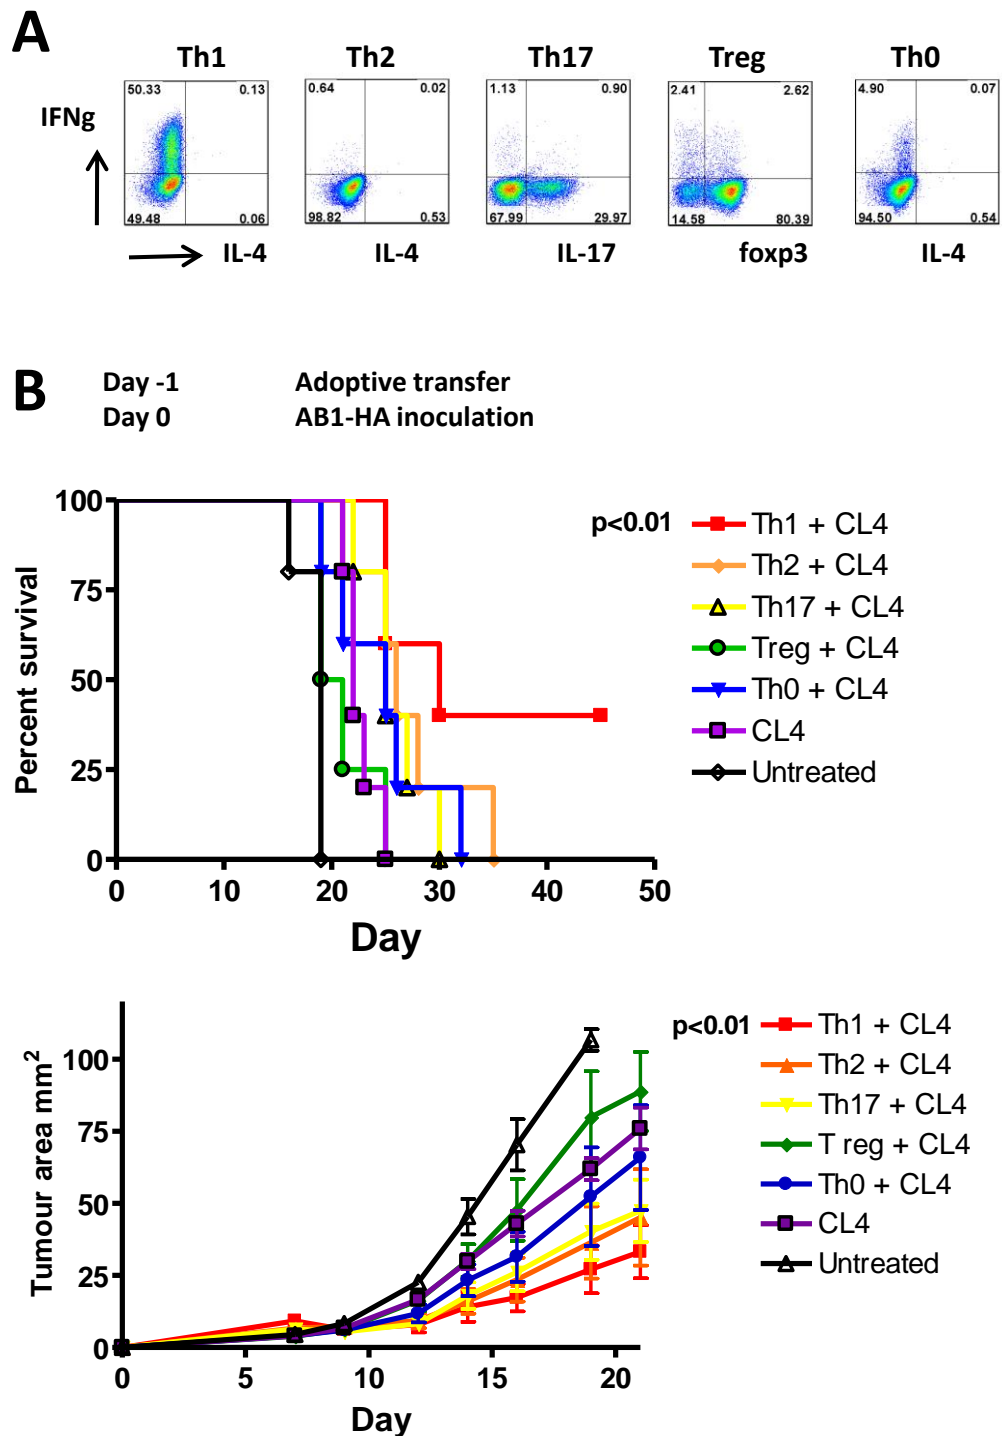 A
Th1 Th2 Th17 Treg Th0
IFNg
50.33 0.13
49.48 0.06
0.64 0.02
98.82 0.53
1.13 0.90
67.99 29.97
2.41 2.62
14.58 80.39
4.90 0.07
94.50 0.54
IL-4 IL-4 IL-17 foxp3 IL-4
B
Day -1 Adoptive transfer
Day 0 AB1-HA inoculation
Percent survival
100
75
50
25
0
0 10 20 30 40 50
Day
p<0.01
Th1 + CL4
Th2 + CL4
Th17 + CL4
Treg + CL4
Th0 + CL4
CL4
Untreated
Tumour area mm²
100
75
50
25
0
0 5 10 15 20
Day
p<0.01
Th1 + CL4
Th2 + CL4
Th17 + CL4
T reg + CL4
Th0 + CL4
CL4
Untreated